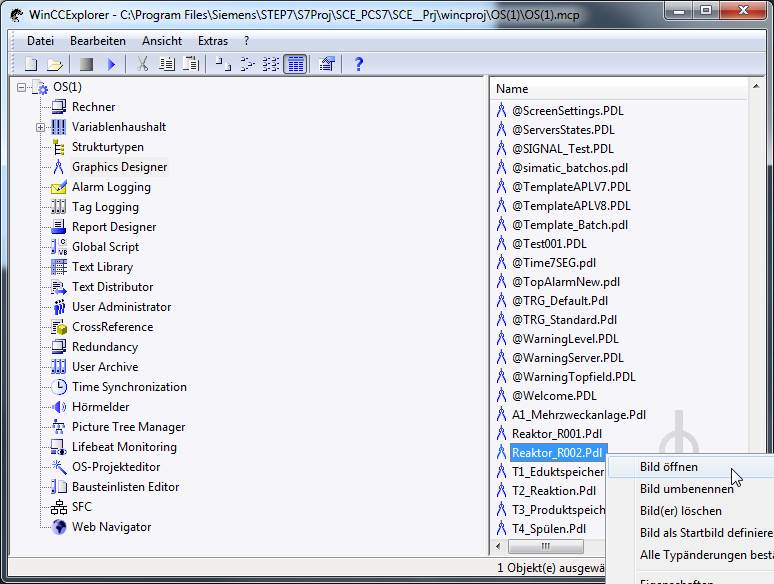 WinCCExplorer - C:\Program Files\Siemens\STEP7\S7Proj\SCE_PCS7\SCE__Prj\wincproj\OS(1)\OS(1).mcp
Datei Bearbeiten Ansicht Extras ?
OS(1)
Rechner
Variablenhaushalt
Strukturtypen
Graphics Designer
Alarm Logging
Tag Logging
Report Designer
Global Script
Text Library
Text Distributor
User Administrator
CrossReference
Redundancy
User Archive
Time Synchronization
Hörmelder
Picture Tree Manager
Lifebeat Monitoring
OS-Projekteditor
Bausteinlisten Editor
SFC
Web Navigator
Name
@ScreenSettings.PDL
@ServersStates.PDL
@SIGNAL_Test.PDL
@simatic_batchos.pdl
@TemplateAPLV7.PDL
@TemplateAPLV8.PDL
@Template_Batch.pdl
@Test001.PDL
@Time7SEG.pdl
@TopAlarmNew.pdl
@TRG_Default.Pdl
@TRG_Standard.Pdl
@WarningLevel.PDL
@WarningServer.PDL
@WarningTopfield.PDL
@Welcome.PDL
A1_Mehrzweckanlage.Pdl
Reaktor_R001.Pdl
Reaktor_R002.Pdl
T1_Eduktspeicher
T2_Reaktion.Pdl
T3_Produktspeich
T4_Spülen.Pdl
Bild öffnen
Bild umbenennen
Bild(er) löschen
Bild als Startbild definiere
Alle Typänderungen besta
1 Objekt(e) ausgewä